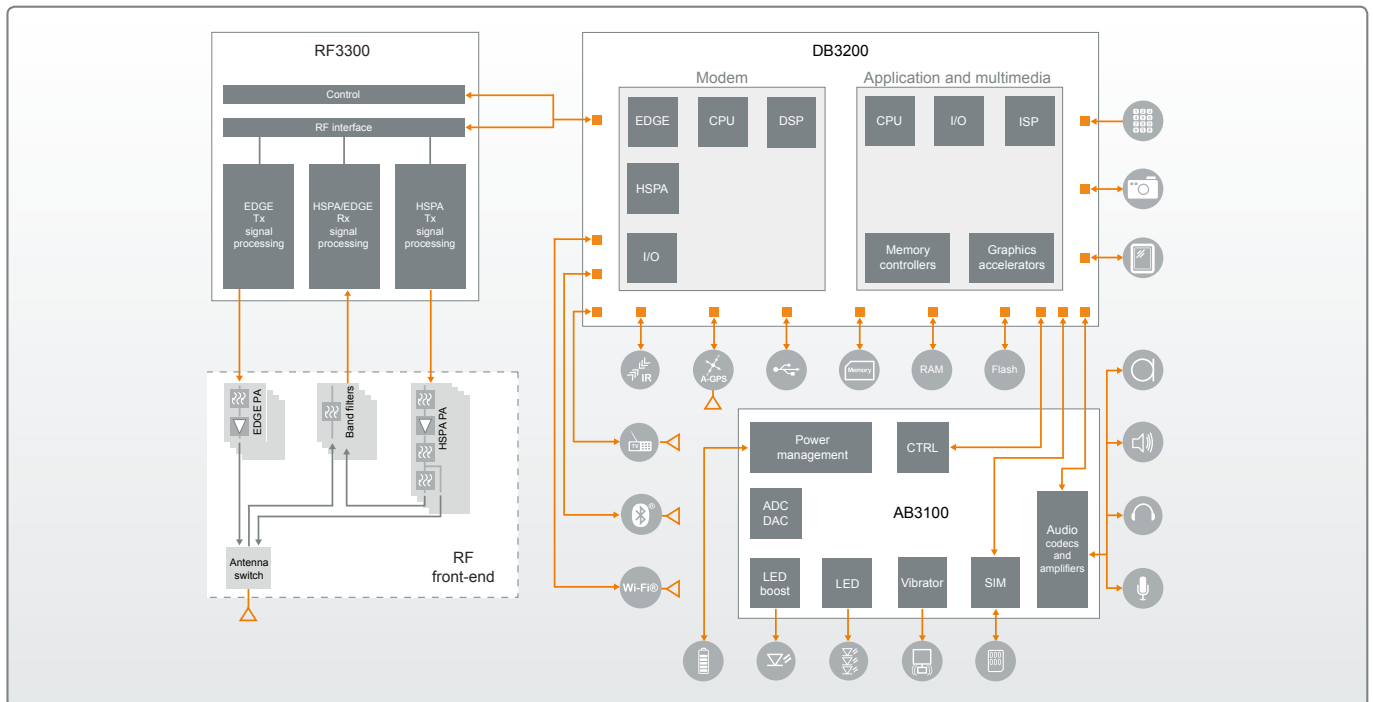 RF3300
Control
RF interface
EDGE
Tx
signal
processing
HSPA/EDGE
Rx
signal
processing
HSPA
Tx
signal
processing
EDGE PA
Band filters
HSPA PA
Antenna
switch
RF
front-end
DB3200
Modem
EDGE
CPU
DSP
HSPA
I/O
Application and multimedia
CPU
I/O
ISP
Memory
controllers
Graphics
accelerators
IR
A-GPS
Memory
RAM
Flash
TV
®
Wi-Fi®
Power
management
CTRL
ADC
DAC
AB3100
Audio
codecs
and
amplifiers
LED
boost
LED
Vibrator
SIM